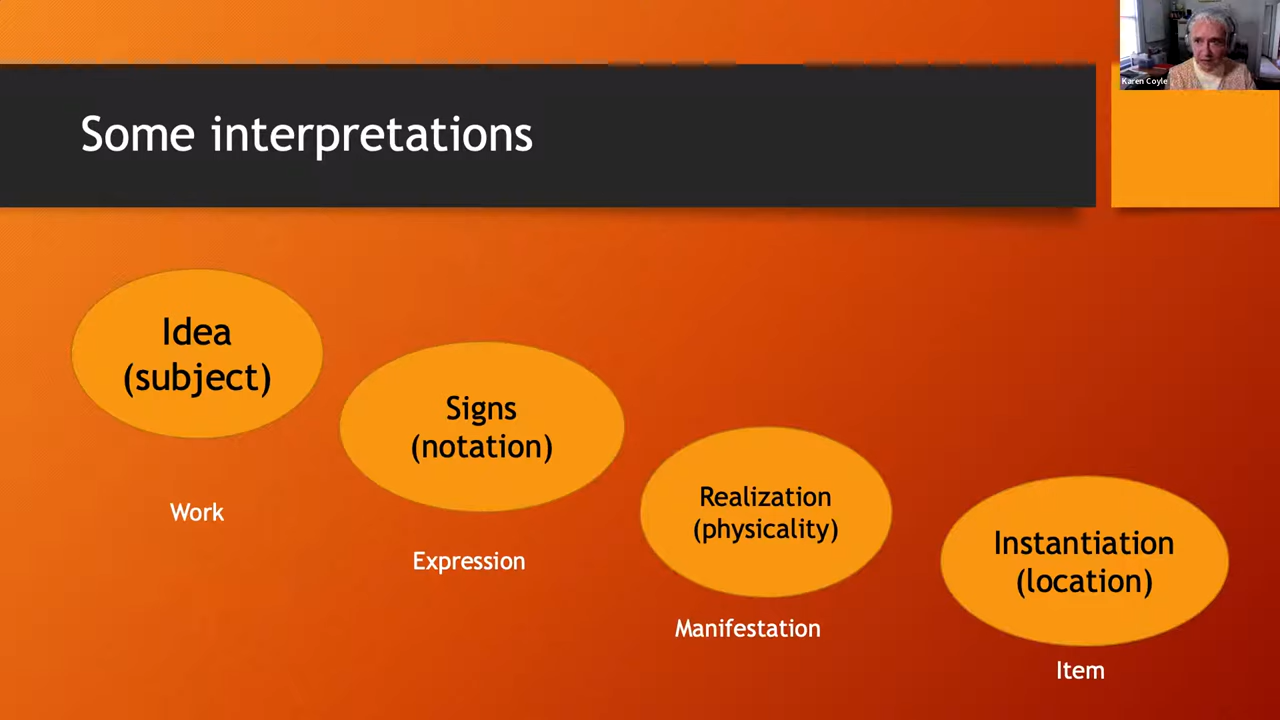 Karen Coyle
Some interpretations
Idea
(subject)
Signs
(notation)
Realization
(physicality)
Instantiation
(location)
Work
Expression
Manifestation
Item